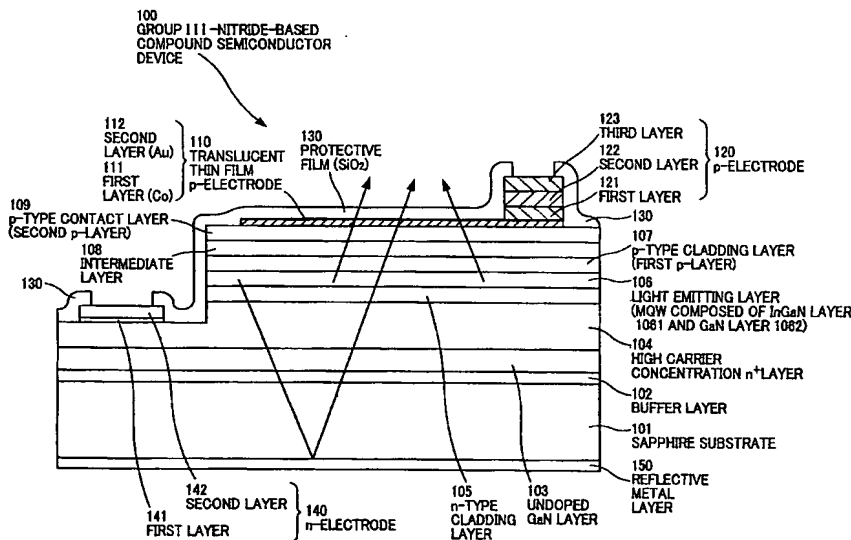 100
GROUP III-NITRIDE-BASED
COMPOUND SEMICONDUCTOR
DEVICE
112
SECOND
LAYER (Au)
111
FIRST
LAYER (Co)
110
TRANSLUCENT
THIN FILM
p-ELECTRODE
130
PROTECTIVE
FILM (SiO₂)
123
THIRD LAYER
122
SECOND LAYER
121
FIRST LAYER
120
p-ELECTRODE
109
p-TYPE CONTACT LAYER
(SECOND p-LAYER)
108
INTERMEDIATE
LAYER
130
130
107
p-TYPE CLADDING LAYER
(FIRST p-LAYER)
106
LIGHT EMITTING LAYER
(MQW COMPOSED OF InGaN LAYER
1061 AND GaN LAYER 1062)
104
HIGH CARRIER
CONCENTRATION n⁺LAYER
102
BUFFER LAYER
101
SAPPHIRE SUBSTRATE
150
REFLECTIVE
METAL
LAYER
142
SECOND LAYER
141
FIRST LAYER
140
n-ELECTRODE
105
n-TYPE
CLADDING
LAYER
103
UNDOPED
GaN LAYER